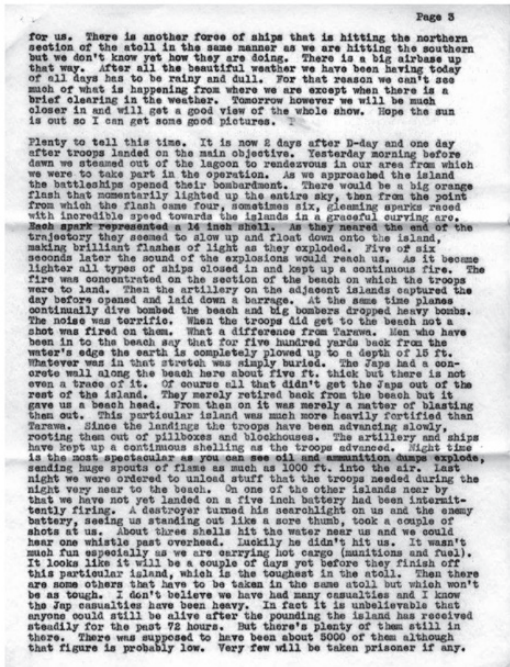 Page 3
for us.  There is another force of ships that is hitting the northern
section of the atoll in the same manner as we are hitting the southern
but we don't know yet how they are doing.  There is a big airbase up
that way.  After all the beautiful weather we have been having today
of all days has to be rainy and dull.  For that reason we can't see
much of what is happening from where we are except when there is a
brief clearing in the weather.  Tomorrow however we will be much
closer in and will get a good view of the whole show.  Hope the sun
is out so I can get some good pictures.
Plenty to tell this time.  It is now 2 days after D-day and one day
after troops landed on the main objective.  Yesterday morning before
dawn we steamed out of the lagoon to rendezvous in our area from which
we were to take part in the operation.  As we approached the island
the battleships opened their bombardment.  There would be a big orange
flash that momentarily lighted up the entire sky, then from the point
from which the flash came four, sometimes six, gleaming sparks raced
with incredible speed towards the islands in a graceful curving arc.
Each spark represented a 14 inch shell.  As they neared the end of the
trajectory they seemed to slow up and float down onto the island,
making brilliant flashes of light as they exploded.  Five of six
seconds later the sound of the explosions would reach us.  As it became
lighter all types of ships closed in and kept up a continuous fire.  The
fire was concentrated on the section of the beach on which the troops
were to land.  Then the artillery on the adjacent islands captured the
day before opened and laid down a barrage.  At the same time planes
continually dive bombed the beach and big bombers dropped heavy bombs.
The noise was terrific.  When the troops did get to the beach not a
shot was fired on them.  What a difference from Tarawa.  Men who have
been in to the beach say that for five hundred yards back from the
water's edge the earth is completely plowed up to a depth of 15 ft.
Whatever was in that stretch was simply buried.  The Japs had a con-
crete wall along the beach here about five ft. thick but there is not
even a trace of it.  Of course all that didn't get the Japs out of the
rest of the island.  They merely retired back from the beach but it
gave us a beach head.  From then on it was merely a matter of blasting
them out.  This particular island was much more heavily fortified than
Tarawa.  Since the landings the troops have been advancing slowly,
rooting them out of pillboxes and blockhouses.  The artillery and ships
have kept up a continuous shelling as the troops advanced.  Night time
is the most spectacular as you can see oil and ammunition dumps explode,
sending huge spouts of flame as much as 1000 ft. into the air.  Last
night we were ordered to unload stuff that the troops needed during the
night very near to the beach.  On one of the other islands near by
that we have not yet landed on a five inch battery had been intermit-
tently firing.  A destroyer turned his searchlight on us and the enemy
battery, seeing us standing out like a sore thumb, took a couple of
shots at us.  About three shells hit the water near us and we could
hear one whistle past overhead.  Luckily he didn't hit us.  It wasn't
much fun especially as we are carrying hot cargo (munitions and fuel).
It looks like it will be a couple of days yet before they finish off
this particular island, which is the toughest in the atoll.  Then there
are some others that have to be taken in the same atoll but which won't
be as tough.  I don't believe we have had many casualties and I know
the Jap casualties have been heavy.  In fact it is unbelievable that
anyone could still be alive after the pounding the island has received
steadily for the past 72 hours.  But there's plenty of them still in
there.  There was supposed to have been about 5000 of them although
that figure is probably low.  Very few will be taken prisoner if any.